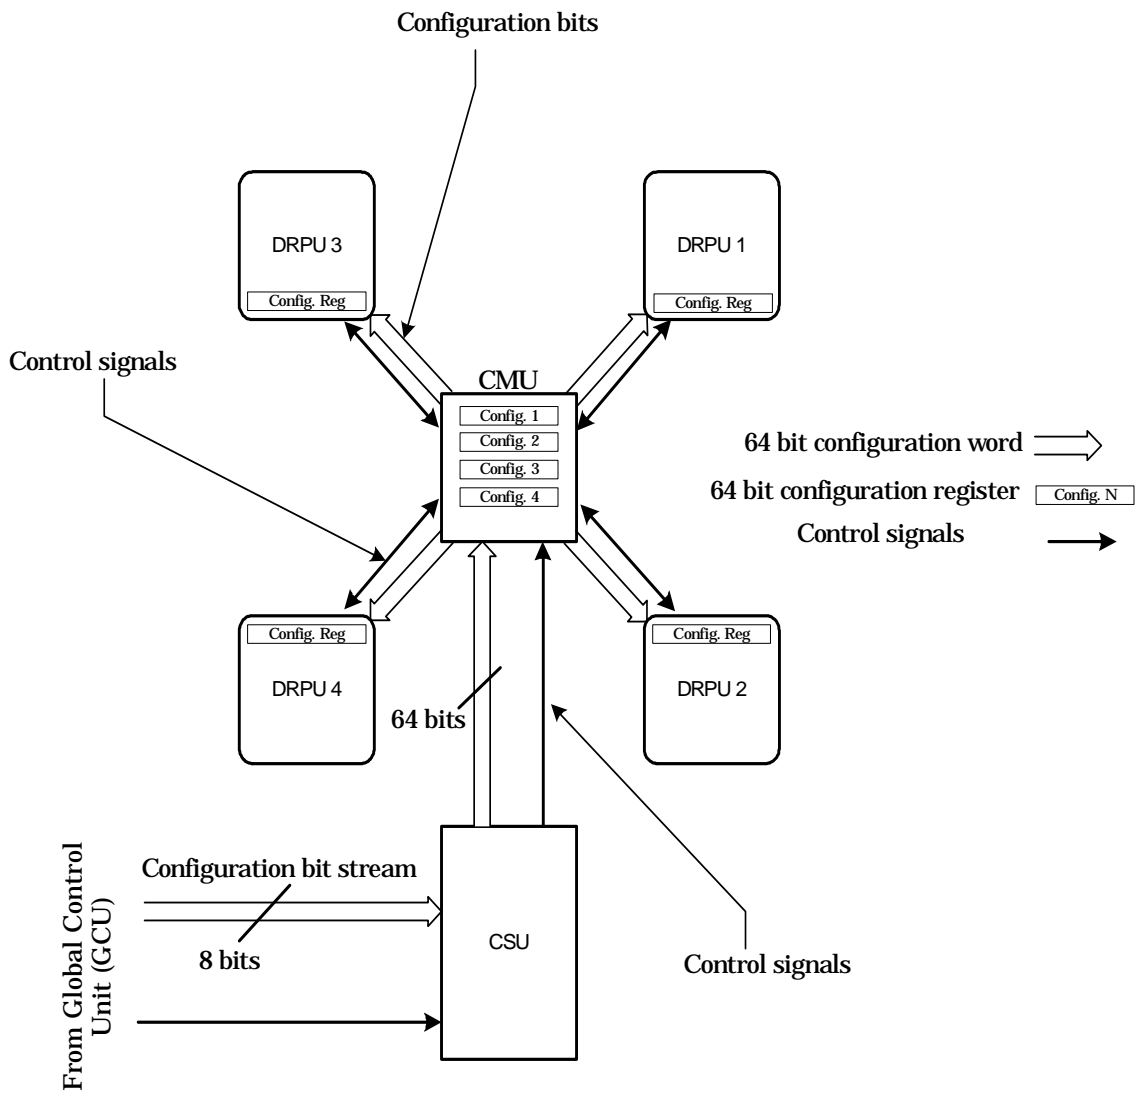 Configuration bits
DRPU 3
Config. Reg
DRPU 1
Config. Reg
Control signals
CMU
Config. 1
Config. 2
Config. 3
Config. 4
64 bit configuration word
64 bit configuration register
Config. N
Control signals
Config. Reg
DRPU 4
Config. Reg
DRPU 2
64 bits
From Global Control
Unit (GCU)
Configuration bit stream
8 bits
CSU
Control signals